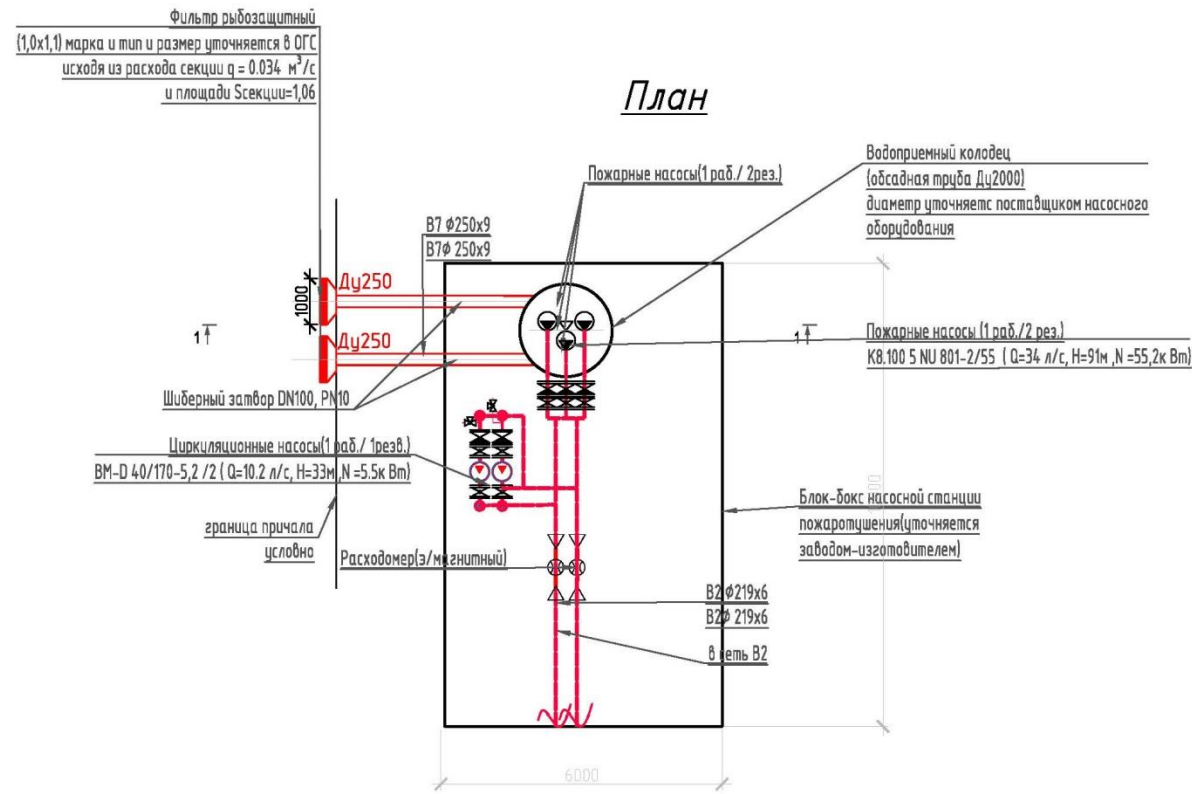 Фильтр рыбозащитный
(1,0х1,1) марка и тип и размер уточняется в ОГС
исходя из расхода секции q = 0.034 м³/с
и площади Sсекции=1,06
План
Пожарные насосы(1 раб./ 2рез.)
Водоприемный колодец
(обсадная труба Ду2000)
диаметр уточняетс поставщиком насосного
оборудования
В7 Ф250х9
В7Ф 250х9
Ду250
1000
Ду250
1
1
Пожарные насосы (1 раб./2 рез.)
К8.100 5 NU 801-2/55 ( Q=34 л/с, Н=91м ,N =55,2к Вт)
Шиберный затвор DN100, PN10
Циркуляционные насосы(1 раб./ 1резв.)
ВМ-D 40/170-5,2 /2 ( Q=10.2 л/с, Н=33м ,N =5.5к Вт)
Блок-бокс насосной станции
пожаротушения(уточняется
заводом-изготовителем)
граница причала
условно
Расходомер(э/магнитный)
В2 Ф219х6
В2Ф 219х6
в сеть В2
6000